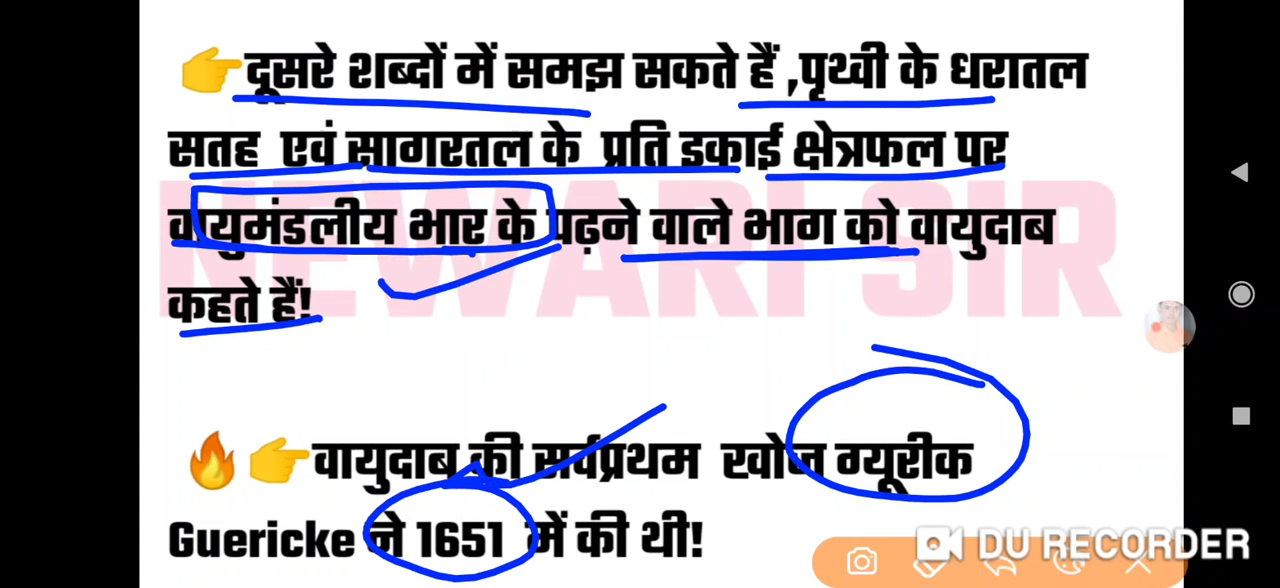 👉दूसरे शब्दों में समझ सकते हैं ,पृथ्वी के धरातल
सतह एवं सागरतल के प्रति इकाई क्षेत्रफल पर
वायुमंडलीय भार के पढ़ने वाले भाग को वायुदाब
कहते हैं!
NEWARI SIR
🔥👉वायुदाब की सर्वप्रथम खोज ग्यूरीक
Guericke ने 1651 में की थी!
DU RECORDER